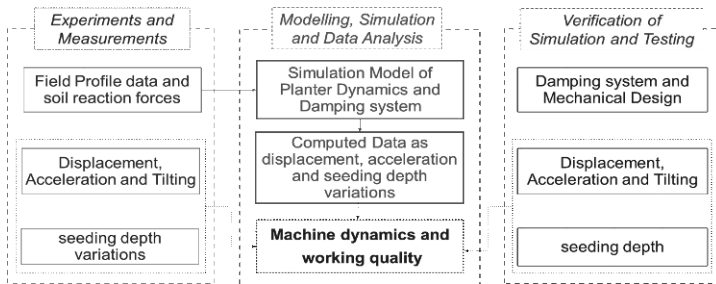 Experiments and
Measurements
Field Profile data and
soil reaction forces
Displacement,
Acceleration and Tilting
seeding depth
variations
Modelling, Simulation
and Data Analysis
Simulation Model of
Planter Dynamics and
Damping system
Computed Data as
displacement, acceleration
and seeding depth
variations
Machine dynamics and
working quality
Verification of
Simulation and Testing
Damping system and
Mechanical Design
Displacement,
Acceleration and Tilting
seeding depth